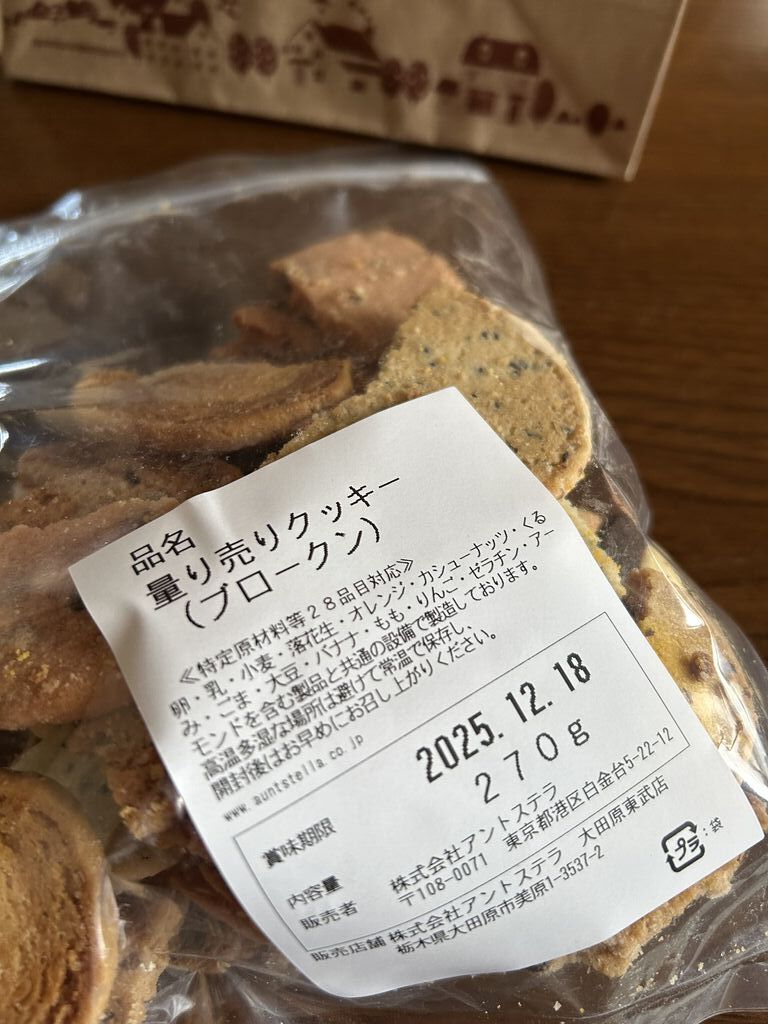 品名
量り売りクッキー
(ブロークン)
≪特定原材料等28品目対応≫
卵・乳・小麦・落花生・オレンジ・カシューナッツ・くる
み・ごま・大豆・バナナ・もも・りんご・ゼラチン・アー
モンドを含む製品と共通の設備で製造しております。
高温多湿な場所は避けて常温で保存し、
開封後はお早めにお召し上がりください。
www.auntstella.co.jp
賞味期限 2025.12.18
内容量 270g
販売者 株式会社アントステラ
〒108-0071 東京都港区白金台5-22-12
販売店舗 株式会社アントステラ 大田原東武店
栃木県大田原市美原1-3537-2
プラ:袋